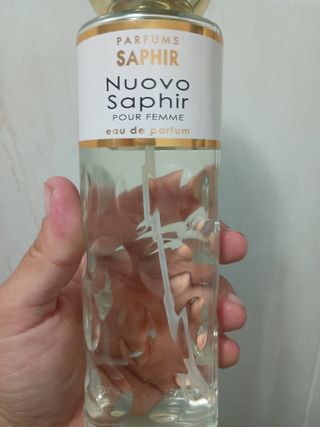 PARFUMS
SAPHIR
Nuovo
Saphir
POUR FEMME
eau de parfum